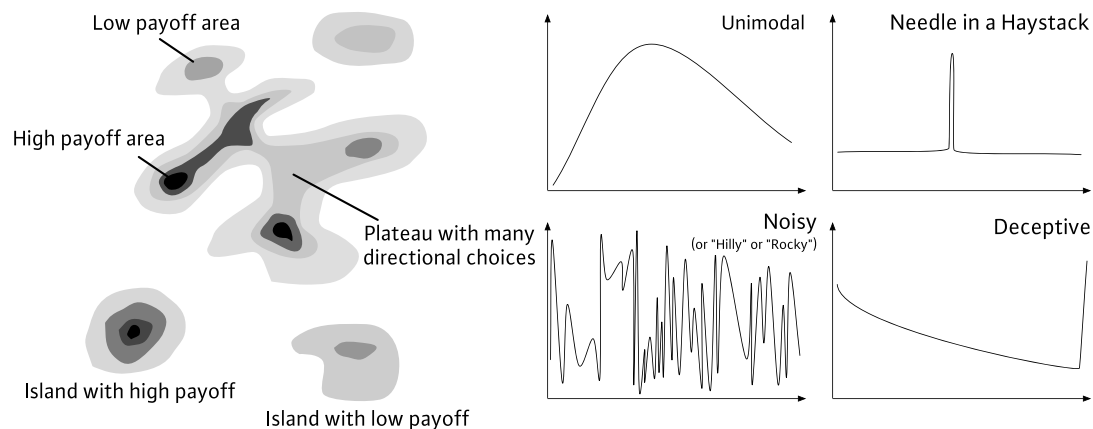 Low payoff area
High payoff area
Plateau with many
directional choices
Island with high payoff
Island with low payoff
Unimodal
Needle in a Haystack
Noisy
(or "Hilly" or "Rocky")
Deceptive